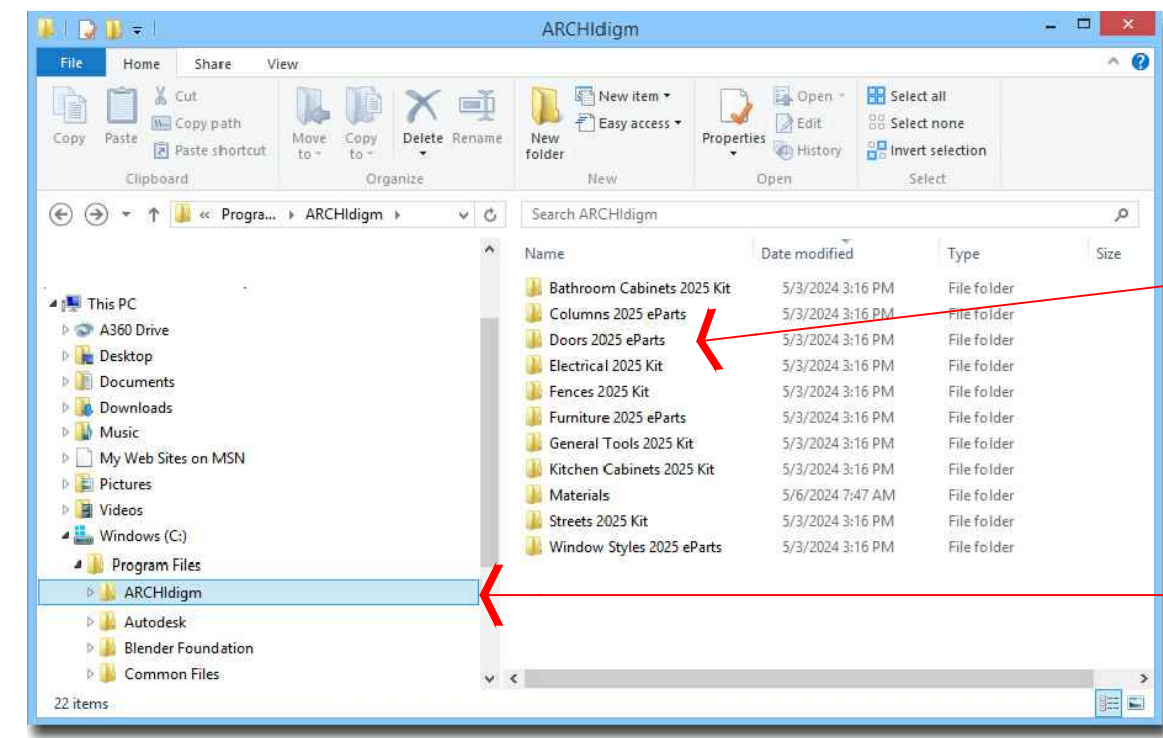 ARCHIdigm
File Home Share View
Copy
Paste
Cut
Copy path
Paste shortcut
Clipboard
Move to
Copy to
Delete
Rename
Organize
New folder
New item
Easy access
New
Properties
Open
Edit
History
Open
Select all
Select none
Invert selection
Select
« Progra... ARCHIdigm
Search ARCHIdigm
This PC
A360 Drive
Desktop
Documents
Downloads
Music
My Web Sites on MSN
Pictures
Videos
Windows (C:)
Program Files
ARCHIdigm
Autodesk
Blender Foundation
Common Files
Name Date modified Type Size
Bathroom Cabinets 2025 Kit 5/3/2024 3:16 PM File folder
Columns 2025 eParts 5/3/2024 3:16 PM File folder
Doors 2025 eParts 5/3/2024 3:16 PM File folder
Electrical 2025 Kit 5/3/2024 3:16 PM File folder
Fences 2025 Kit 5/3/2024 3:16 PM File folder
Furniture 2025 eParts 5/3/2024 3:16 PM File folder
General Tools 2025 Kit 5/3/2024 3:16 PM File folder
Kitchen Cabinets 2025 Kit 5/3/2024 3:16 PM File folder
Materials 5/6/2024 7:47 AM File folder
Streets 2025 Kit 5/3/2024 3:16 PM File folder
Window Styles 2025 eParts 5/3/2024 3:16 PM File folder
22 items